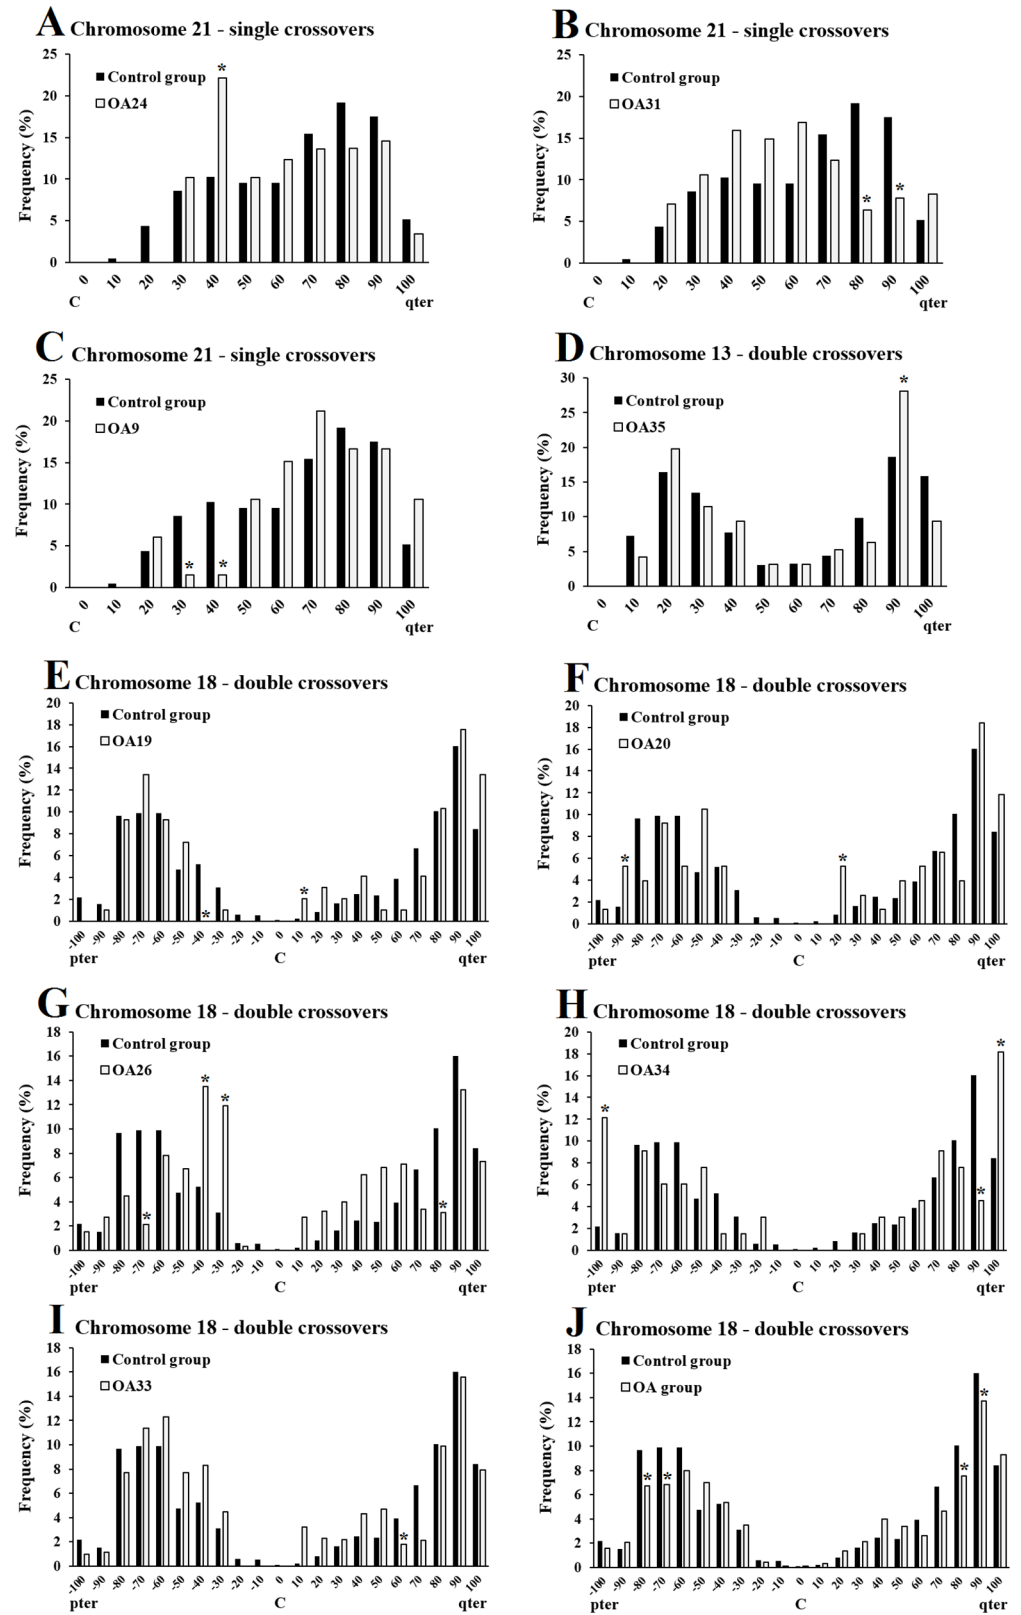 A Chromosome 21 - single crossovers
Frequency (%)
25
20
15
10
5
0
Control group
OA24
*
0 10 20 30 40 50 60 70 80 90 100
C qter
B Chromosome 21 - single crossovers
Frequency (%)
25
20
15
10
5
0
Control group
OA31
* *
0 10 20 30 40 50 60 70 80 90 100
C qter
C Chromosome 21 - single crossovers
Frequency (%)
25
20
15
10
5
0
Control group
OA9
* *
0 10 20 30 40 50 60 70 80 90 100
C qter
D Chromosome 13 - double crossovers
Frequency (%)
30
25
20
15
10
5
0
Control group
OA35
*
0 10 20 30 40 50 60 70 80 90 100
C qter
E Chromosome 18 - double crossovers
Frequency (%)
20
18
16
14
12
10
8
6
4
2
0
Control group
OA19
* *
-100 -90 -80 -70 -60 -50 -40 -30 -20 -10 0 10 20 30 40 50 60 70 80 90 100
pter C qter
F Chromosome 18 - double crossovers
Frequency (%)
20
18
16
14
12
10
8
6
4
2
0
Control group
OA20
* *
-100 -90 -80 -70 -60 -50 -40 -30 -20 -10 0 10 20 30 40 50 60 70 80 90 100
pter C qter
G Chromosome 18 - double crossovers
Frequency (%)
18
16
14
12
10
8
6
4
2
0
Control group
OA26
* * * *
-100 -90 -80 -70 -60 -50 -40 -30 -20 -10 0 10 20 30 40 50 60 70 80 90 100
pter C qter
H Chromosome 18 - double crossovers
Frequency (%)
20
18
16
14
12
10
8
6
4
2
0
Control group
OA34
* * *
-100 -90 -80 -70 -60 -50 -40 -30 -20 -10 0 10 20 30 40 50 60 70 80 90 100
pter C qter
I Chromosome 18 - double crossovers
Frequency (%)
18
16
14
12
10
8
6
4
2
0
Control group
OA33
*
-100 -90 -80 -70 -60 -50 -40 -30 -20 -10 0 10 20 30 40 50 60 70 80 90 100
pter C qter
J Chromosome 18 - double crossovers
Frequency (%)
18
16
14
12
10
8
6
4
2
0
Control group
OA group
* * * *
-100 -90 -80 -70 -60 -50 -40 -30 -20 -10 0 10 20 30 40 50 60 70 80 90 100
pter C qter